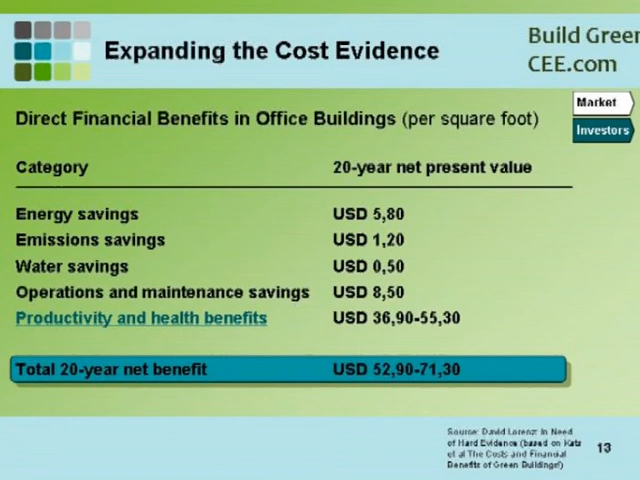 Expanding the Cost Evidence
Build Green
CEE.com
Market
Investors
Direct Financial Benefits in Office Buildings (per square foot)
Category 20-year net present value
Energy savings USD 5,80
Emissions savings USD 1,20
Water savings USD 0,50
Operations and maintenance savings USD 8,50
Productivity and health benefits USD 36,90-55,30
Total 20-year net benefit USD 52,90-71,30
Source: David Lorenz: In Need
of Hard Evidence (based on Kats
et al The Costs and Financial
Benefits of Green Buildings!)
13